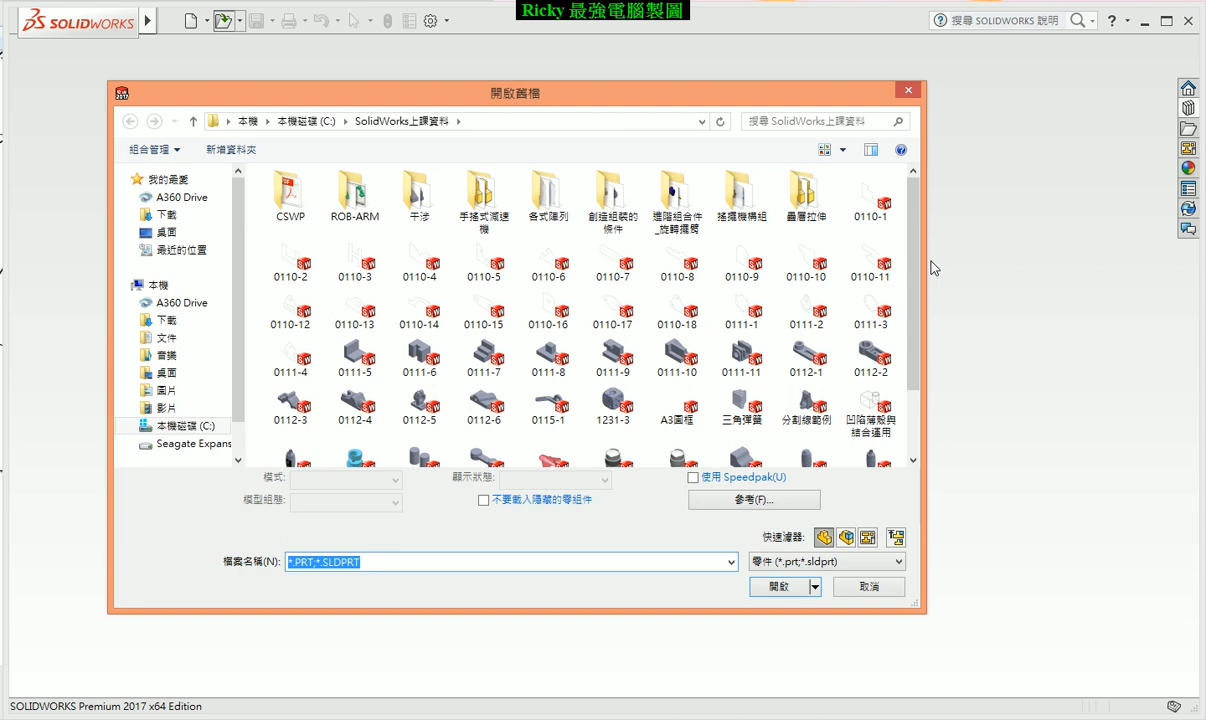 Ricky 最強電腦製圖
SOLIDWORKS
搜尋 SOLIDWORKS 說明
2017
開啟舊檔
本機 本機磁碟 (C:) SolidWorks上課資料
搜尋 SolidWorks上課資料
組合管理 新增資料夾
我的最愛
A360 Drive
下載
桌面
最近的位置
本機
A360 Drive
下載
文件
音樂
桌面
圖片
影片
本機磁碟 (C:)
Seagate Expans
CSWP ROB-ARM 干涉 手搖式減速機 各式陣列 創造組裝的條件 進階組合件_旋轉擺臂 搖擺機構組 疊層拉伸 0110-1
0110-2 0110-3 0110-4 0110-5 0110-6 0110-7 0110-8 0110-9 0110-10 0110-11
0110-12 0110-13 0110-14 0110-15 0110-16 0110-17 0110-18 0111-1 0111-2 0111-3
0111-4 0111-5 0111-6 0111-7 0111-8 0111-9 0111-10 0111-11 0112-1 0112-2
0112-3 0112-4 0112-5 0112-6 0115-1 1231-3 A3圖框 三角彈簧 分割線範例 凹陷薄殼與結合運用
模式: 顯示狀態: 使用 Speedpak(U)
模型組態: 不要載入隱藏的零組件 參考(F)...
快速濾器:
檔案名稱(N): *.PRT;*.SLDPRT 零件 (*.prt;*.sldprt)
開啟 取消
SOLIDWORKS Premium 2017 x64 Edition